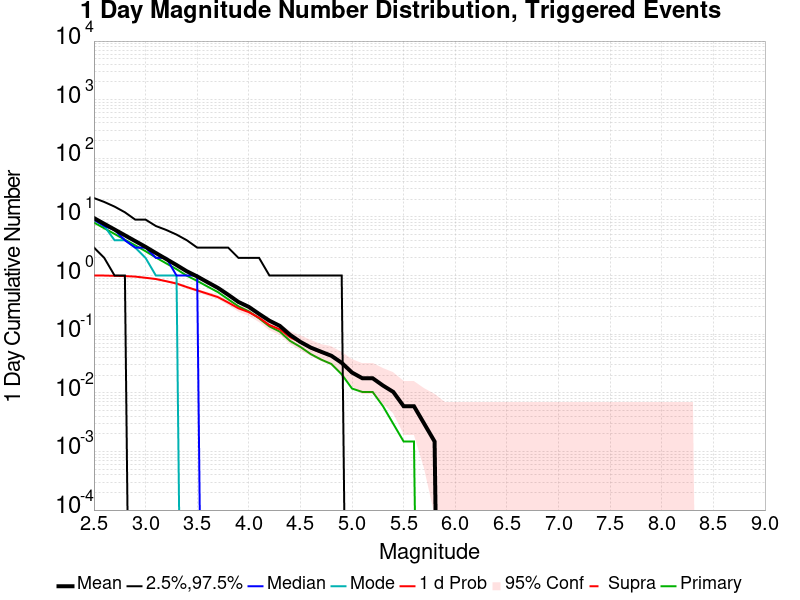 1 Day Magnitude Number Distribution, Triggered Events
1 Day Cumulative Number
10^4
10^3
10^2
10^1
10^0
10^-1
10^-2
10^-3
10^-4
2.5 3.0 3.5 4.0 4.5 5.0 5.5 6.0 6.5 7.0 7.5 8.0 8.5 9.0
Magnitude
Mean 2.5%,97.5% Median Mode 1 d Prob 95% Conf Supra Primary